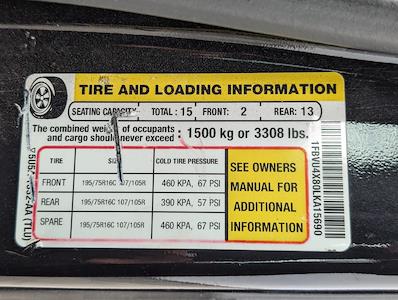 TIRE AND LOADING INFORMATION
SEATING CAPACITY TOTAL : 15 FRONT: 2 REAR: 13
The combined weight of occupants and cargo should never exceed : 1500 kg or 3308 lbs.
TIRE SIZE COLD TIRE PRESSURE
FRONT 195/75R16C 107/105R 460 KPA, 67 PSI
REAR 195/75R16C 107/105R 390 KPA, 57 PSI
SPARE 195/75R16C 107/105R 460 KPA, 67 PSI
SEE OWNERS
MANUAL FOR
ADDITIONAL
INFORMATION
1FBVU4X80LKA15690